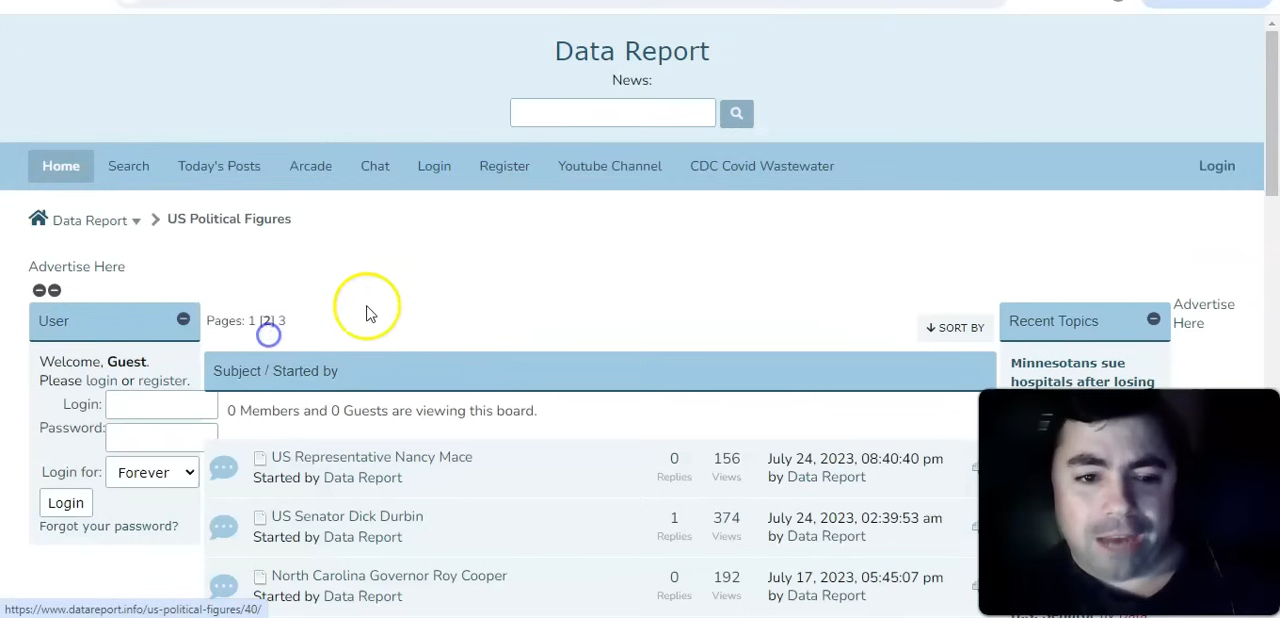 Data Report
News:
Home Search Today's Posts Arcade Chat Login Register Youtube Channel CDC Covid Wastewater Login
Data Report > US Political Figures
Advertise Here
Pages: 1 [2] 3
SORT BY
User
Welcome, Guest.
Please login or register.
Login:
Password:
Login for: Forever
Login
Forgot your password?
Subject / Started by
0 Members and 0 Guests are viewing this board.
US Representative Nancy Mace
Started by Data Report
0
Replies
156
Views
July 24, 2023, 08:40:40 pm
by Data Report
US Senator Dick Durbin
Started by Data Report
1
Replies
374
Views
July 24, 2023, 02:39:53 am
by Data Report
North Carolina Governor Roy Cooper
Started by Data Report
0
Replies
192
Views
July 17, 2023, 05:45:07 pm
by Data Report
Recent Topics
Minnesotans sue
hospitals after losing
Advertise
Here
https://www.datareport.info/us-political-figures/40/